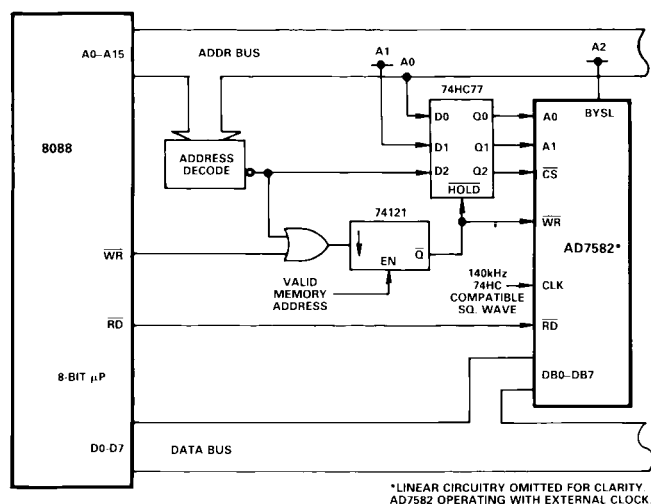 A0–A15
ADDR BUS
A1
A0
A2
74HC77
8088
ADDRESS
DECODE
D0
Q0
D1
Q1
D2
Q2
HOLD
A0
BYSL
A1
CS
WR
AD7582*
74121
WR
EN
Q
VALID
MEMORY
ADDRESS
140kHz
74HC
COMPATIBLE
SQ. WAVE
CLK
RD
RD
8-BIT µP
DB0–DB7
D0-D7
DATA BUS
*LINEAR CIRCUITRY OMITTED FOR CLARITY.
AD7582 OPERATING WITH EXTERNAL CLOCK.